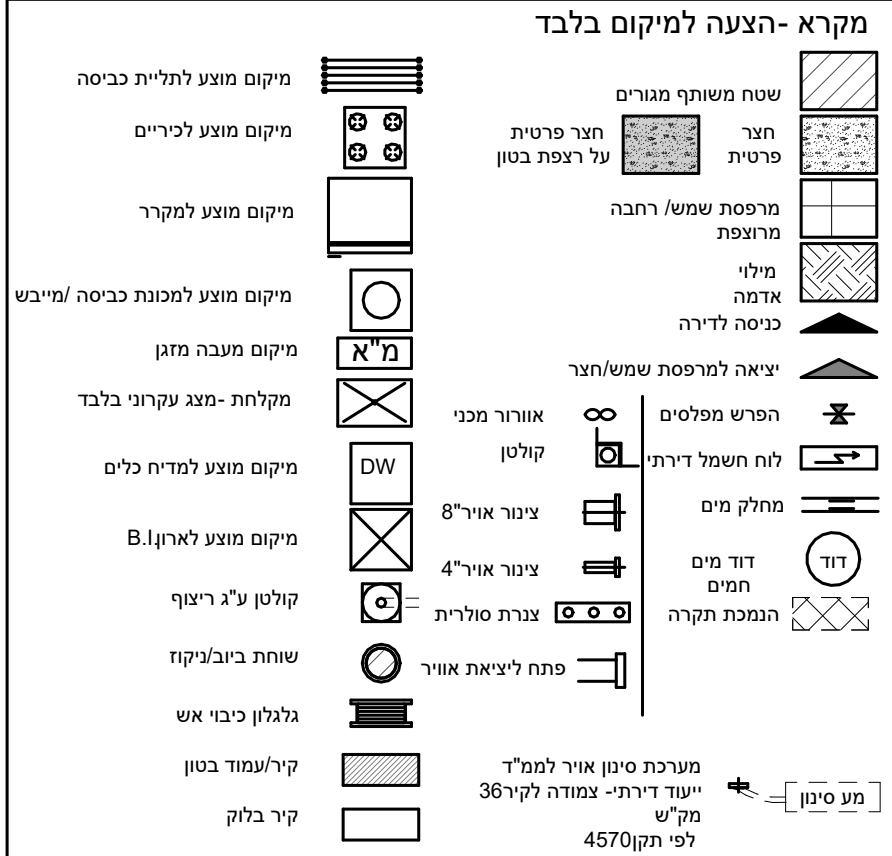 מקרא -הצעה למיקום בלבד
שטח משותף מגורים
חצר
פרטית
חצר פרטית
על רצפת בטון
מרפסת שמש/ רחבה
מרוצפת
מילוי
אדמה
כניסה לדירה
יציאה למרפסת שמש/חצר
הפרש מפלסים
לוח חשמל דירתי
מחלק מים
דוד מים
חמים
דוד
הנמכת תקרה
אוורור מכני
קולטן
צינור אויר"8
צינור אויר"4
צנרת סולרית
פתח ליציאת אוויר
מערכת סינון אויר לממ"ד
ייעוד דירתי- צמודה לקיר36
מק"ש
לפי תקן4570
מע סינון
מיקום מוצע לתליית כביסה
מיקום מוצע לכיריים
מיקום מוצע למקרר
מיקום מוצע למכונת כביסה /מייבש
מיקום מעבה מזגן
מ"א
מקלחת -מצג עקרוני בלבד
מיקום מוצע למדיח כלים
DW
מיקום מוצע לארון.B.I
קולטן ע"ג ריצוף
שוחת ביוב/ניקוז
גלגלון כיבוי אש
קיר/עמוד בטון
קיר בלוק